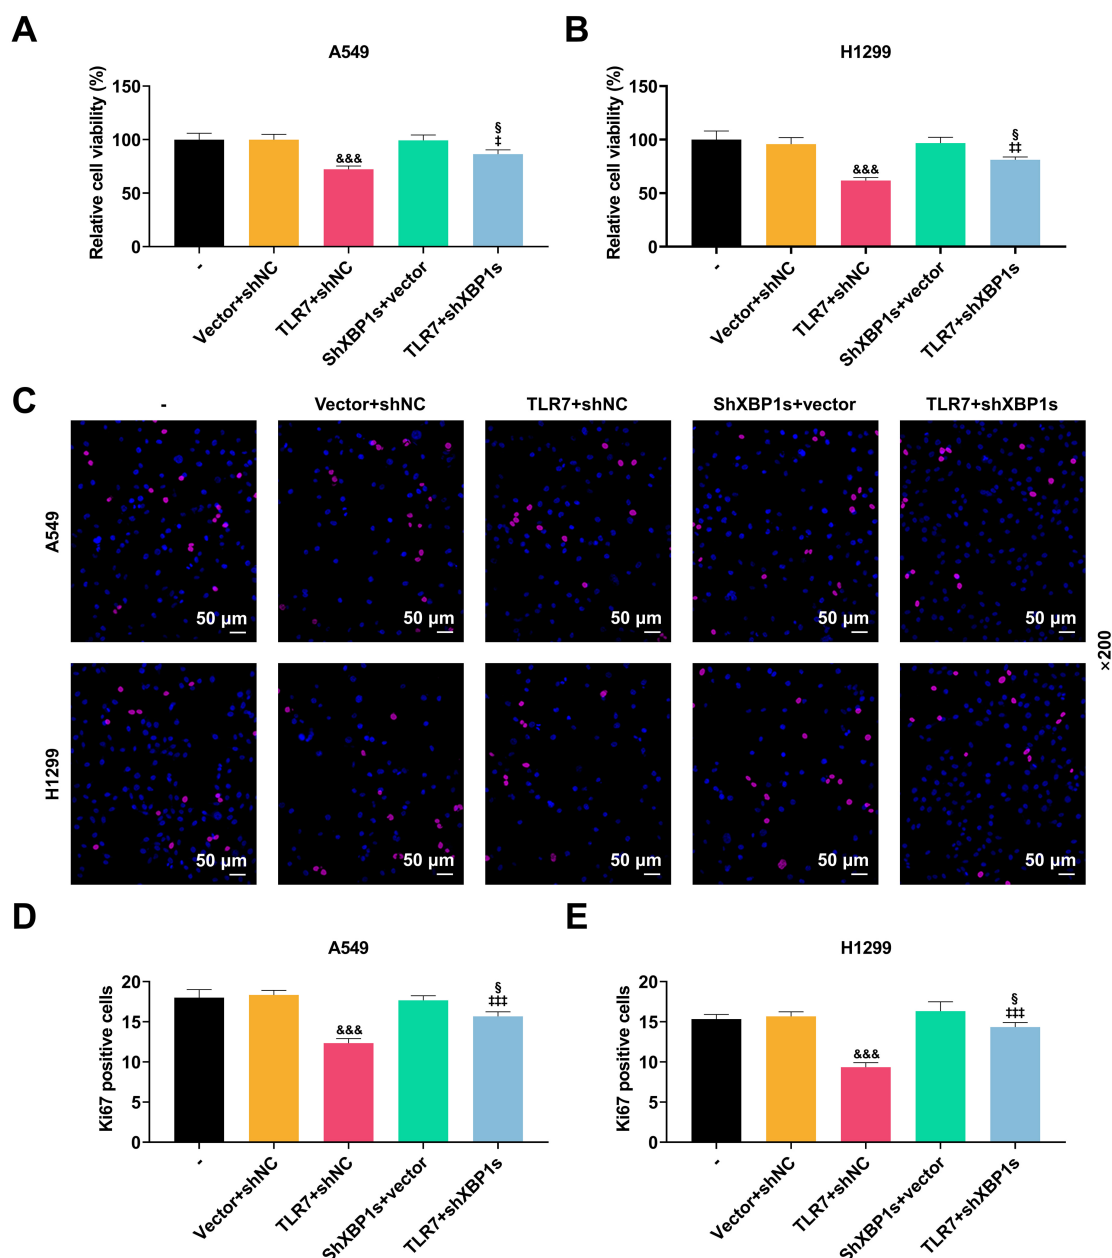 A
A549
Relative cell viability (%)
150
100
50
0
&&&
§
‡
-
Vector+shNC
TLR7+shNC
ShXBP1s+vector
TLR7+shXBP1s
B
H1299
Relative cell viability (%)
150
100
50
0
&&&
§
‡‡
-
Vector+shNC
TLR7+shNC
ShXBP1s+vector
TLR7+shXBP1s
C
-
Vector+shNC
TLR7+shNC
ShXBP1s+vector
TLR7+shXBP1s
A549
50 μm
50 μm
50 μm
50 μm
50 μm
×200
H1299
50 μm
50 μm
50 μm
50 μm
50 μm
D
A549
Ki67 positive cells
20
15
10
5
0
&&&
§
‡‡‡
-
Vector+shNC
TLR7+shNC
ShXBP1s+vector
TLR7+shXBP1s
E
H1299
Ki67 positive cells
20
15
10
5
0
&&&
§
‡‡‡
-
Vector+shNC
TLR7+shNC
ShXBP1s+vector
TLR7+shXBP1s